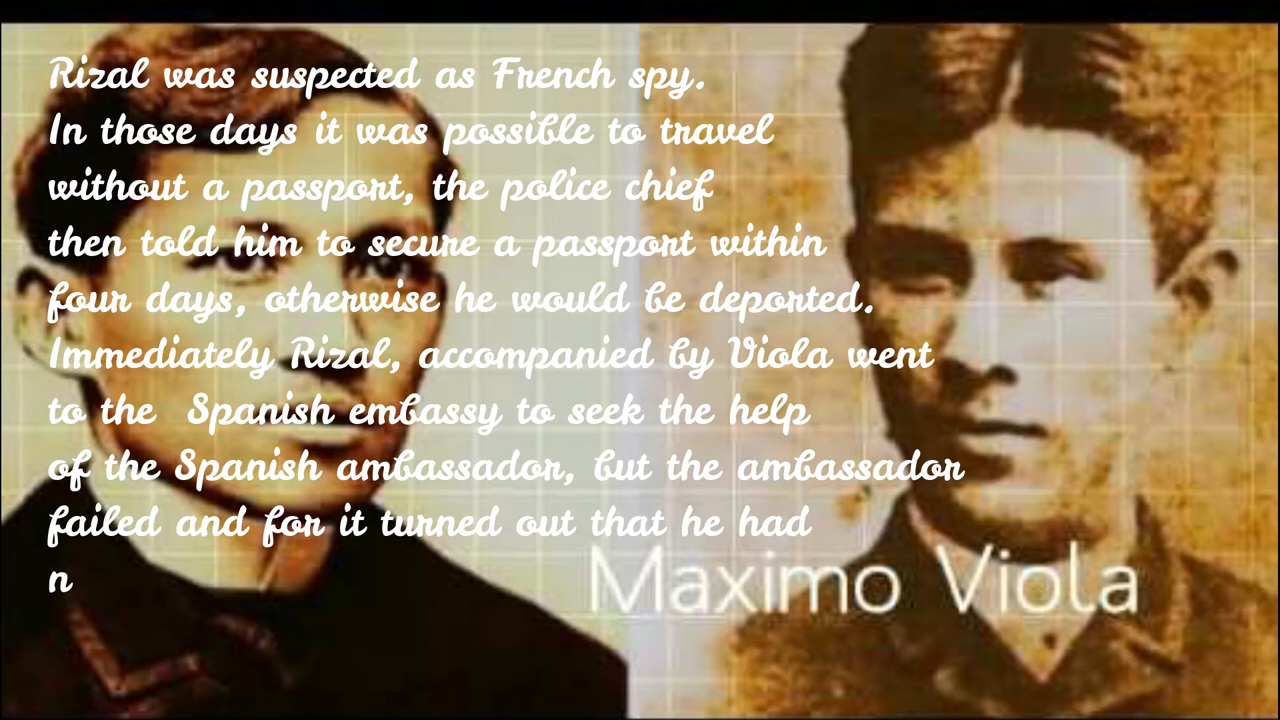 Rizal was suspected as French spy.
In those days it was possible to travel
without a passport, the police chief
then told him to secure a passport within
four days, otherwise he would be deported.
Immediately Rizal, accompanied by Viola went
to the Spanish embassy to seek the help
of the Spanish ambassador, but the ambassador
failed and for it turned out that he had
n
Maximo Viola